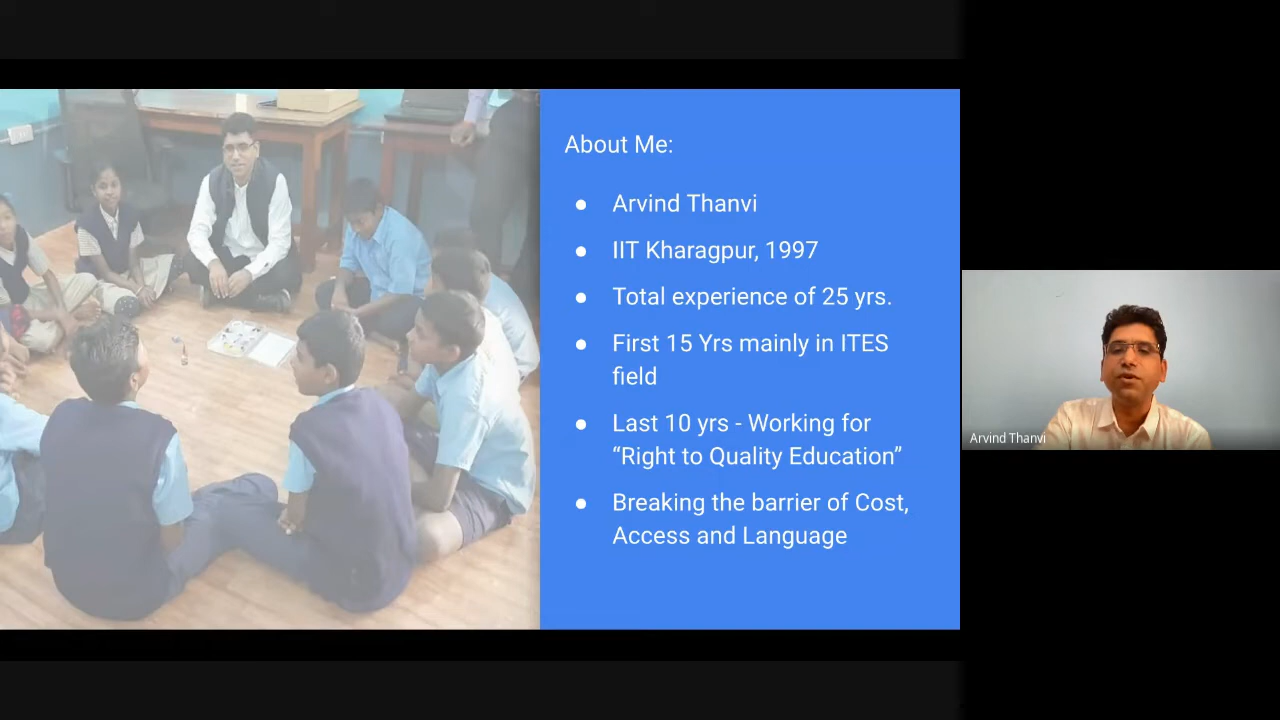 About Me:
● Arvind Thanvi
● IIT Kharagpur, 1997
● Total experience of 25 yrs.
● First 15 Yrs mainly in ITES
field
● Last 10 yrs - Working for
“Right to Quality Education”
● Breaking the barrier of Cost,
Access and Language
Arvind Thanvi